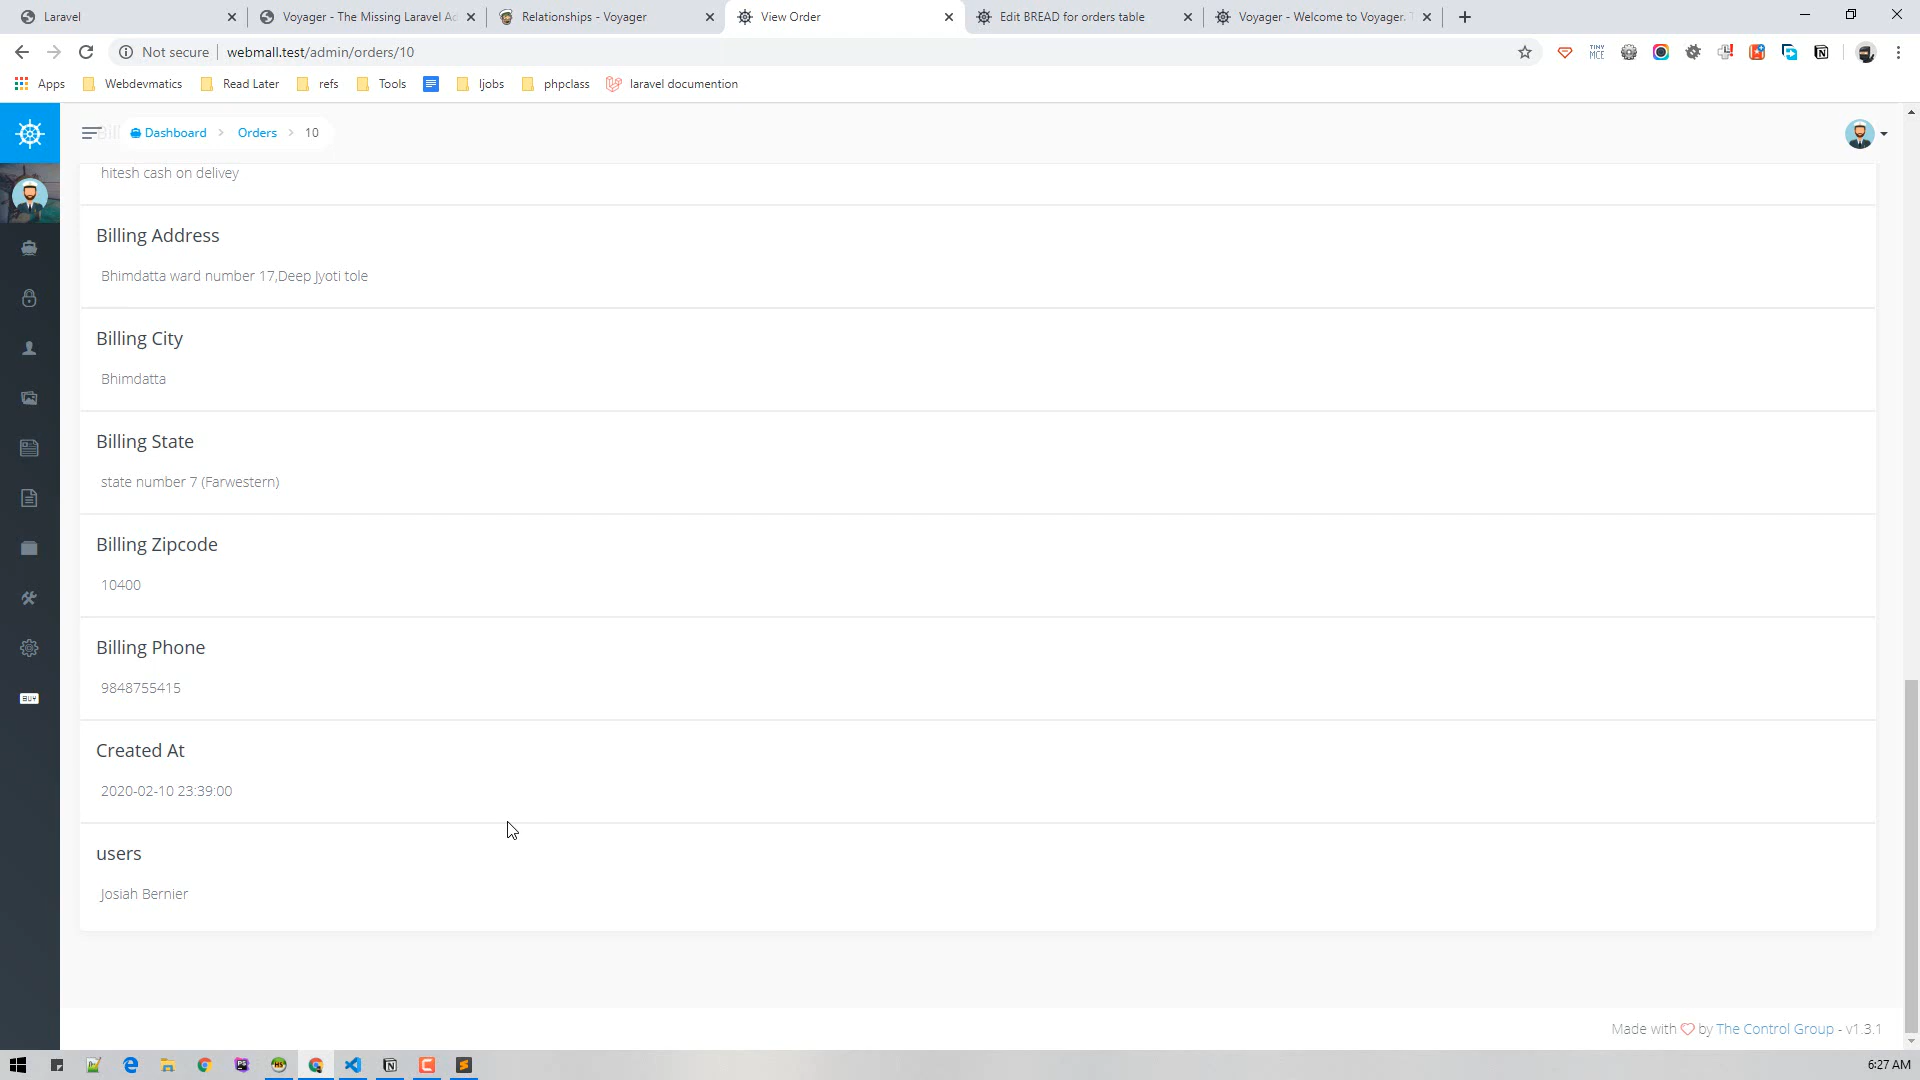 Laravel
Voyager - The Missing Laravel Ad
Relationships - Voyager
View Order
Edit BREAD for orders table
Voyager - Welcome to Voyager. T
Not secure
webmall.test/admin/orders/10
TINY MCE
Apps
Webdevmatics
Read Later
refs
Tools
ljobs
phpclass
laravel documention
Dashboard
Orders
10
hitesh cash on delivey
Billing Address
Bhimdatta ward number 17,Deep Jyoti tole
Billing City
Bhimdatta
Billing State
state number 7 (Farwestern)
Billing Zipcode
10400
Billing Phone
9848755415
BUY
Created At
2020-02-10 23:39:00
users
Josiah Bernier
Made with by The Control Group - v1.3.1
6:27 AM